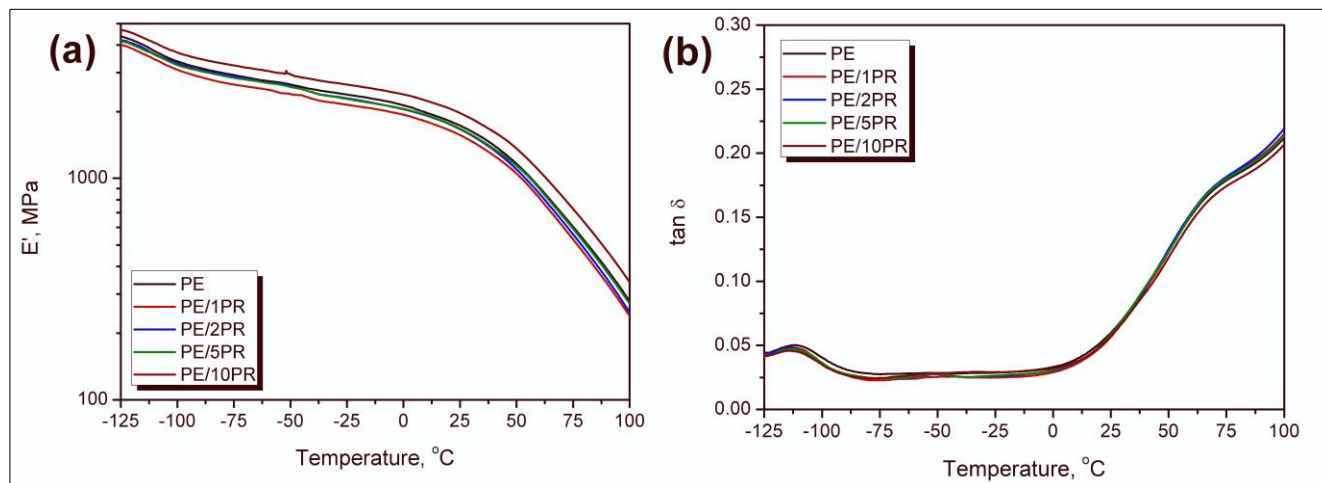 (a)
E', MPa
1000
100
PE
PE/1PR
PE/2PR
PE/5PR
PE/10PR
-125 -100 -75 -50 -25 0 25 50 75 100
Temperature, °C
(b)
tan δ
0.30
0.25
0.20
0.15
0.10
0.05
0.00
PE
PE/1PR
PE/2PR
PE/5PR
PE/10PR
-125 -100 -75 -50 -25 0 25 50 75 100
Temperature, °C